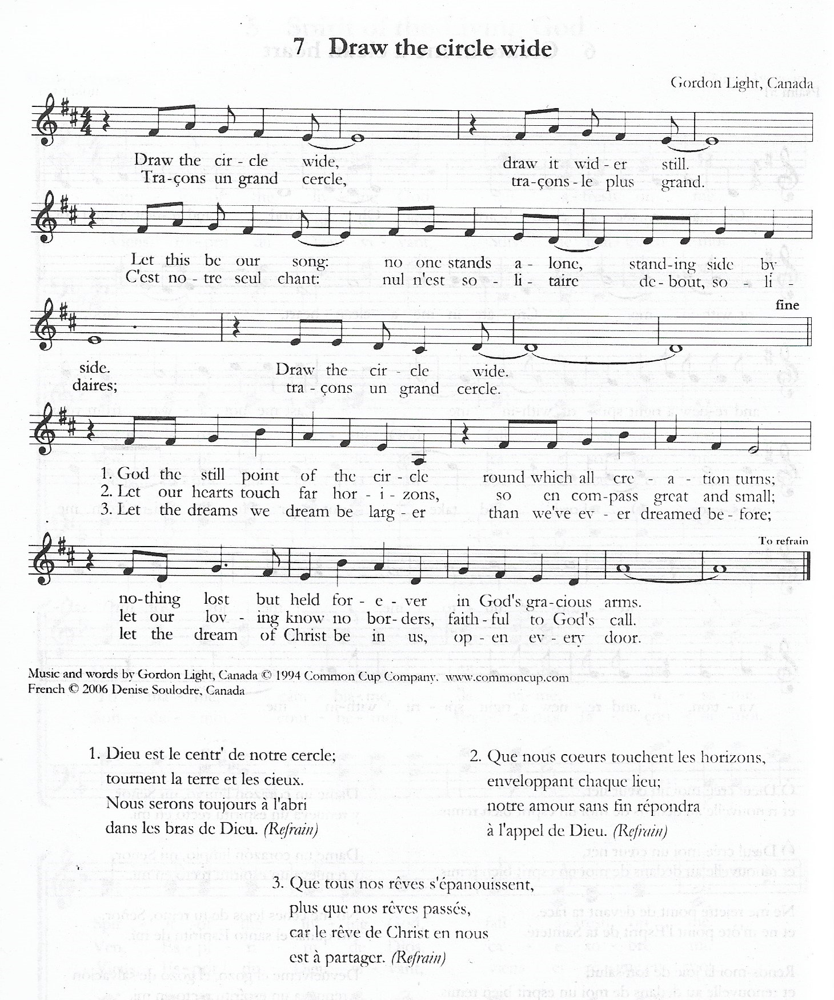 7 Draw the circle wide
Gordon Light, Canada
Draw the cir - cle wide, draw it wid - er still.
Tra-çons un grand cercle, tra-çons - le plus grand.
Let this be our song: no one stands a - lone, stand-ing side by
C'est no - tre seul chant: nul n'est so - li - taire de - bout, so - li -
fine
side. Draw the cir - cle wide.
daires; tra - çons un grand cercle.
1. God the still point of the cir - cle round which all cre - a - tion turns;
2. Let our hearts touch far hor - i - zons, so en com-pass great and small;
3. Let the dreams we dream be larg - er than we've ev - er dreamed be - fore;
To refrain
no-thing lost but held for - e - ver in God's gra-cious arms.
let our lov - ing know no bor- ders, faith - ful to God's call.
let the dream of Christ be in us, op - en ev - ery door.
Music and words by Gordon Light, Canada © 1994 Common Cup Company. www.commoncup.com
French © 2006 Denise Soulodre, Canada
1. Dieu est le centr' de notre cercle;
tournent la terre et les cieux.
Nous serons toujours à l'abri
dans les bras de Dieu. (Refrain)
2. Que nous coeurs touchent les horizons,
enveloppant chaque lieu;
notre amour sans fin répondra
à l'appel de Dieu. (Refrain)
3. Que tous nos rêves s'épanouissent,
plus que nos rêves passés,
car le rêve de Christ en nous
est à partager. (Refrain)